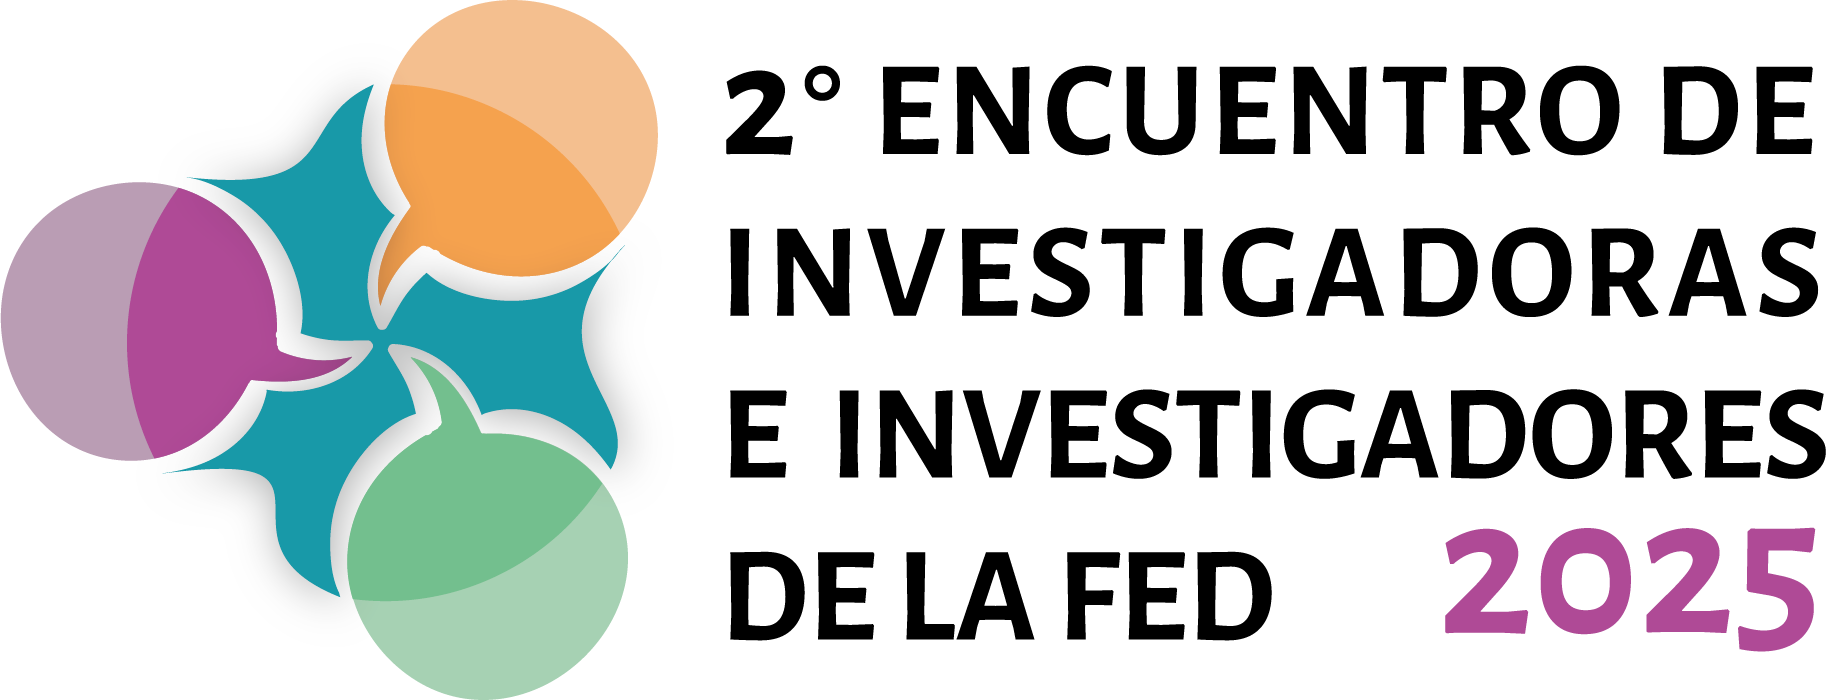 2° ENCUENTRO DE
INVESTIGADORAS
E INVESTIGADORES
DE LA FED 2025